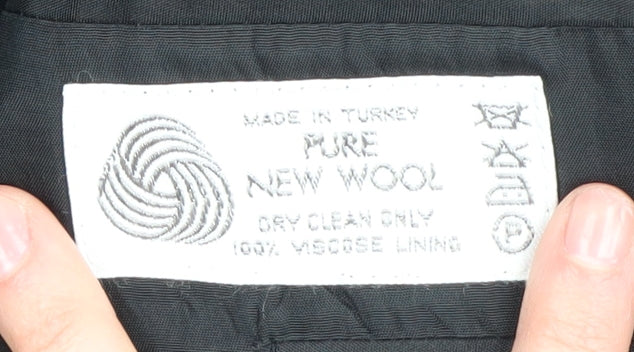 MADE IN TURKEY
PURE
NEW WOOL
DRY CLEAN ONLY
100% VISCOSE LINING
P